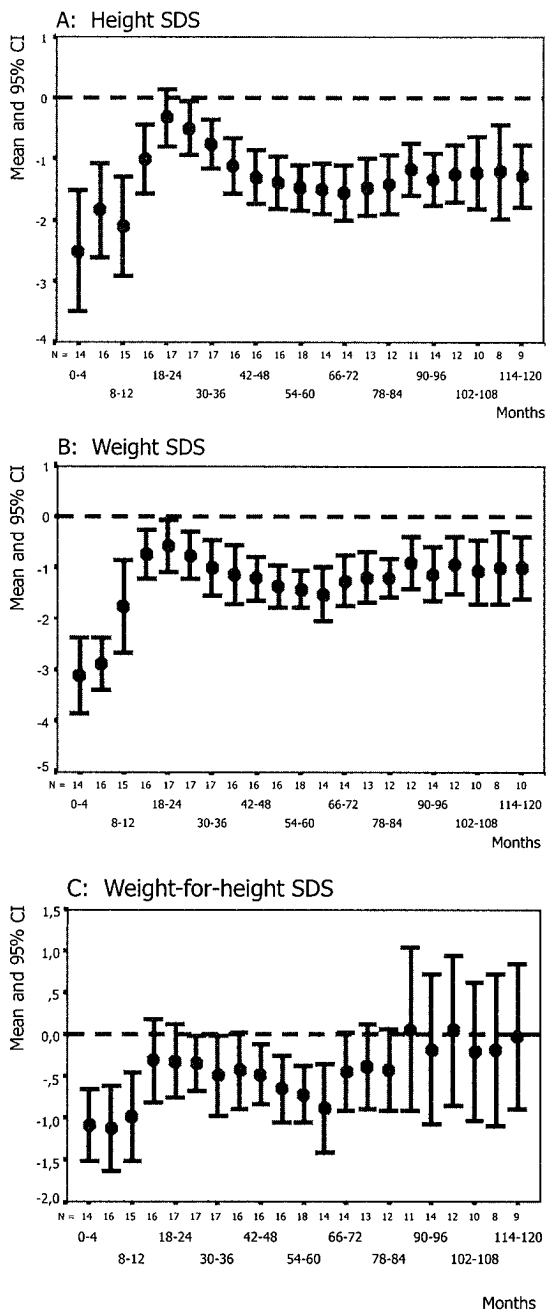 A: Height SDS
Mean and 95% CI
1
0
-1
-2
-3
-4
N = 14 16 15 16 17 17 17 16 16 16 18 14 14 13 12 11 14 12 10 8 9
0-4 18-24 42-48 66-72 90-96 114-120
8-12 30-36 54-60 78-84 102-108
Months
B: Weight SDS
Mean and 95% CI
1
0
-1
-2
-3
-4
-5
N = 14 16 15 16 17 17 17 16 16 16 18 14 14 13 12 12 14 12 12 8 10
0-4 18-24 42-48 66-72 90-96 114-120
8-12 30-36 54-60 78-84 102-108
Months
C: Weight-for-height SDS
Mean and 95% CI
1,5
1,0
,5
0,0
-,5
-1,0
-1,5
-2,0
N = 14 16 15 16 17 17 17 16 16 16 18 14 14 13 12 11 14 12 10 8 9
0-4 18-24 42-48 66-72 90-96 114-120
8-12 30-36 54-60 78-84 102-108
Months